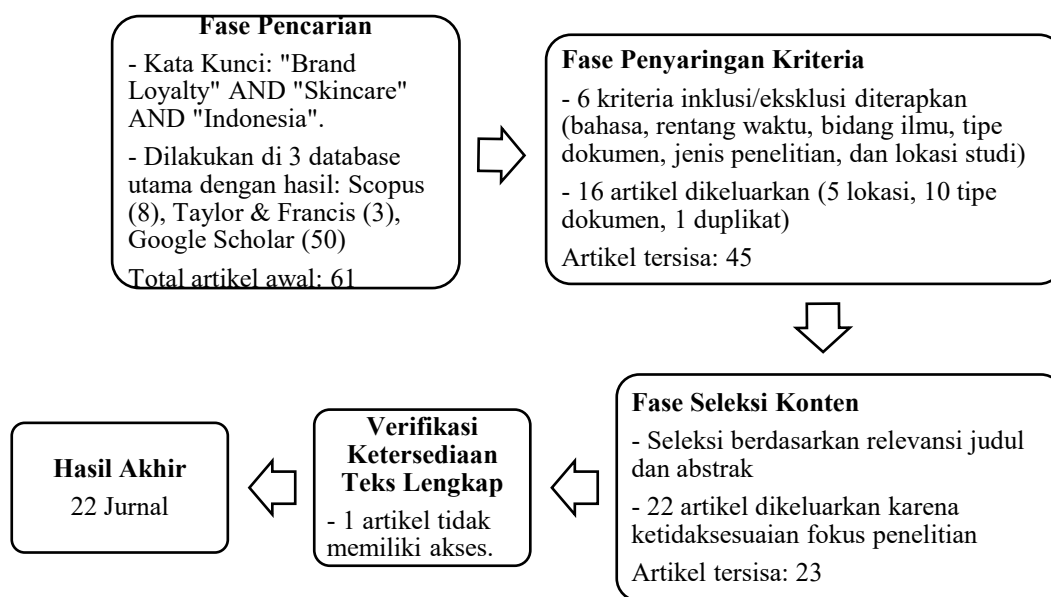 Fase Pencarian
- Kata Kunci: "Brand
Loyalty" AND "Skincare"
AND "Indonesia".
- Dilakukan di 3 database
utama dengan hasil: Scopus
(8), Taylor & Francis (3),
Google Scholar (50)
Total artikel awal: 61
Fase Penyaringan Kriteria
- 6 kriteria inklusi/eksklusi diterapkan
(bahasa, rentang waktu, bidang ilmu, tipe
dokumen, jenis penelitian, dan lokasi studi)
- 16 artikel dikeluarkan (5 lokasi, 10 tipe
dokumen, 1 duplikat)
Artikel tersisa: 45
Fase Seleksi Konten
- Seleksi berdasarkan relevansi judul
dan abstrak
- 22 artikel dikeluarkan karena
ketidaksesuaian fokus penelitian
Artikel tersisa: 23
Verifikasi
Ketersediaan
Teks Lengkap
- 1 artikel tidak
memiliki akses.
Hasil Akhir
22 Jurnal